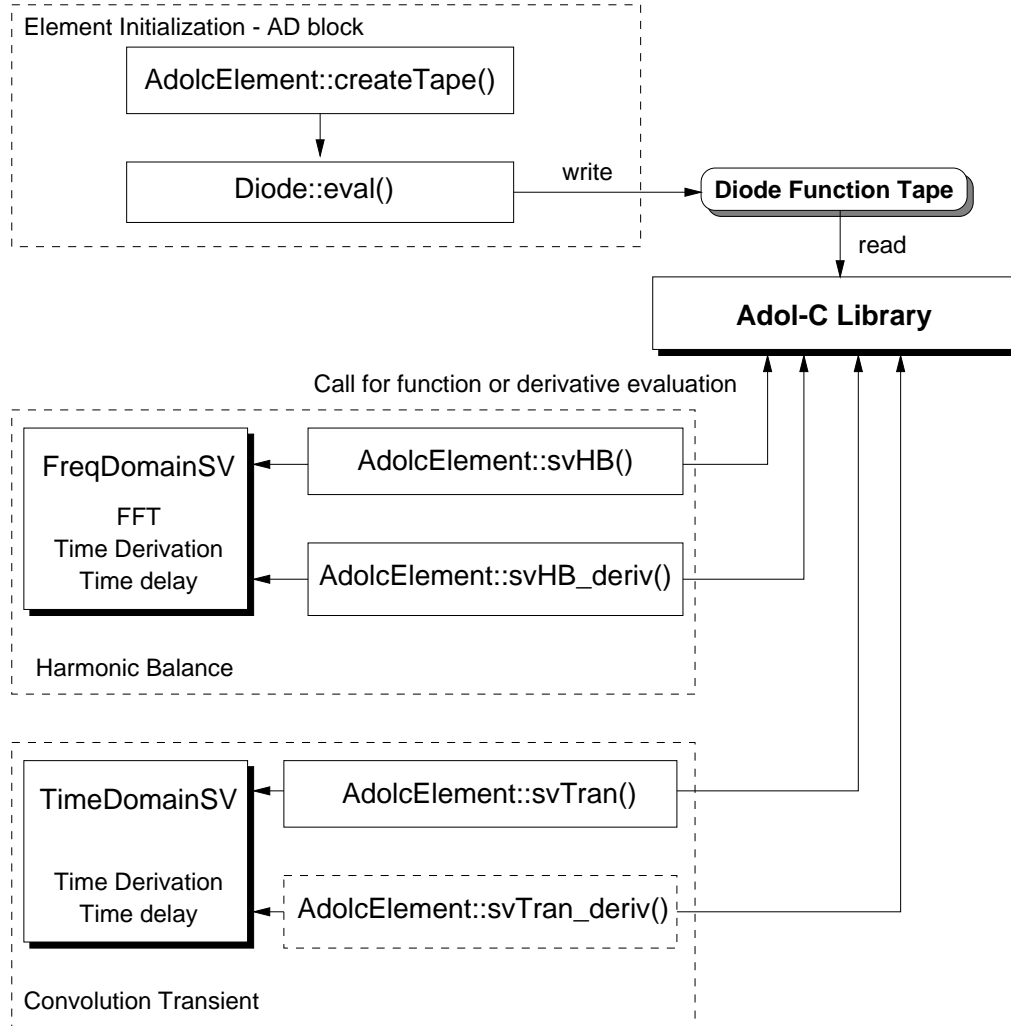 Element Initialization - AD block
AdolcElement::createTape()
Diode::eval()
write
Diode Function Tape
read
Adol-C Library
Call for function or derivative evaluation
FreqDomainSV
FFT
Time Derivation
Time delay
AdolcElement::svHB()
AdolcElement::svHB_deriv()
Harmonic Balance
TimeDomainSV
Time Derivation
Time delay
AdolcElement::svTran()
AdolcElement::svTran_deriv()
Convolution Transient